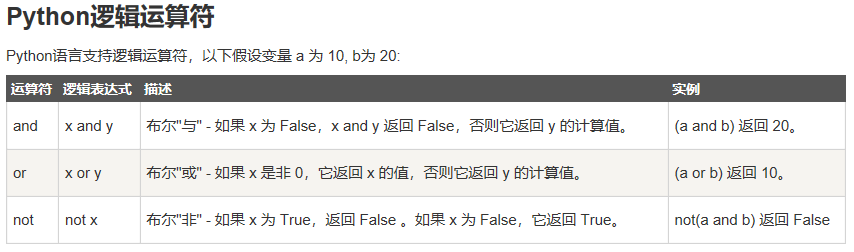 Python逻辑运算符
Python语言支持逻辑运算符，以下假设变量 a 为 10, b为 20:
运算符 逻辑表达式 描述 实例
and x and y 布尔"与" - 如果 x 为 False，x and y 返回 False，否则它返回 y 的计算值。 (a and b) 返回 20。
or x or y 布尔"或" - 如果 x 是非 0，它返回 x 的值，否则它返回 y 的计算值。 (a or b) 返回 10。
not not x 布尔"非" - 如果 x 为 True，返回 False 。如果 x 为 False，它返回 True。 not(a and b) 返回 False